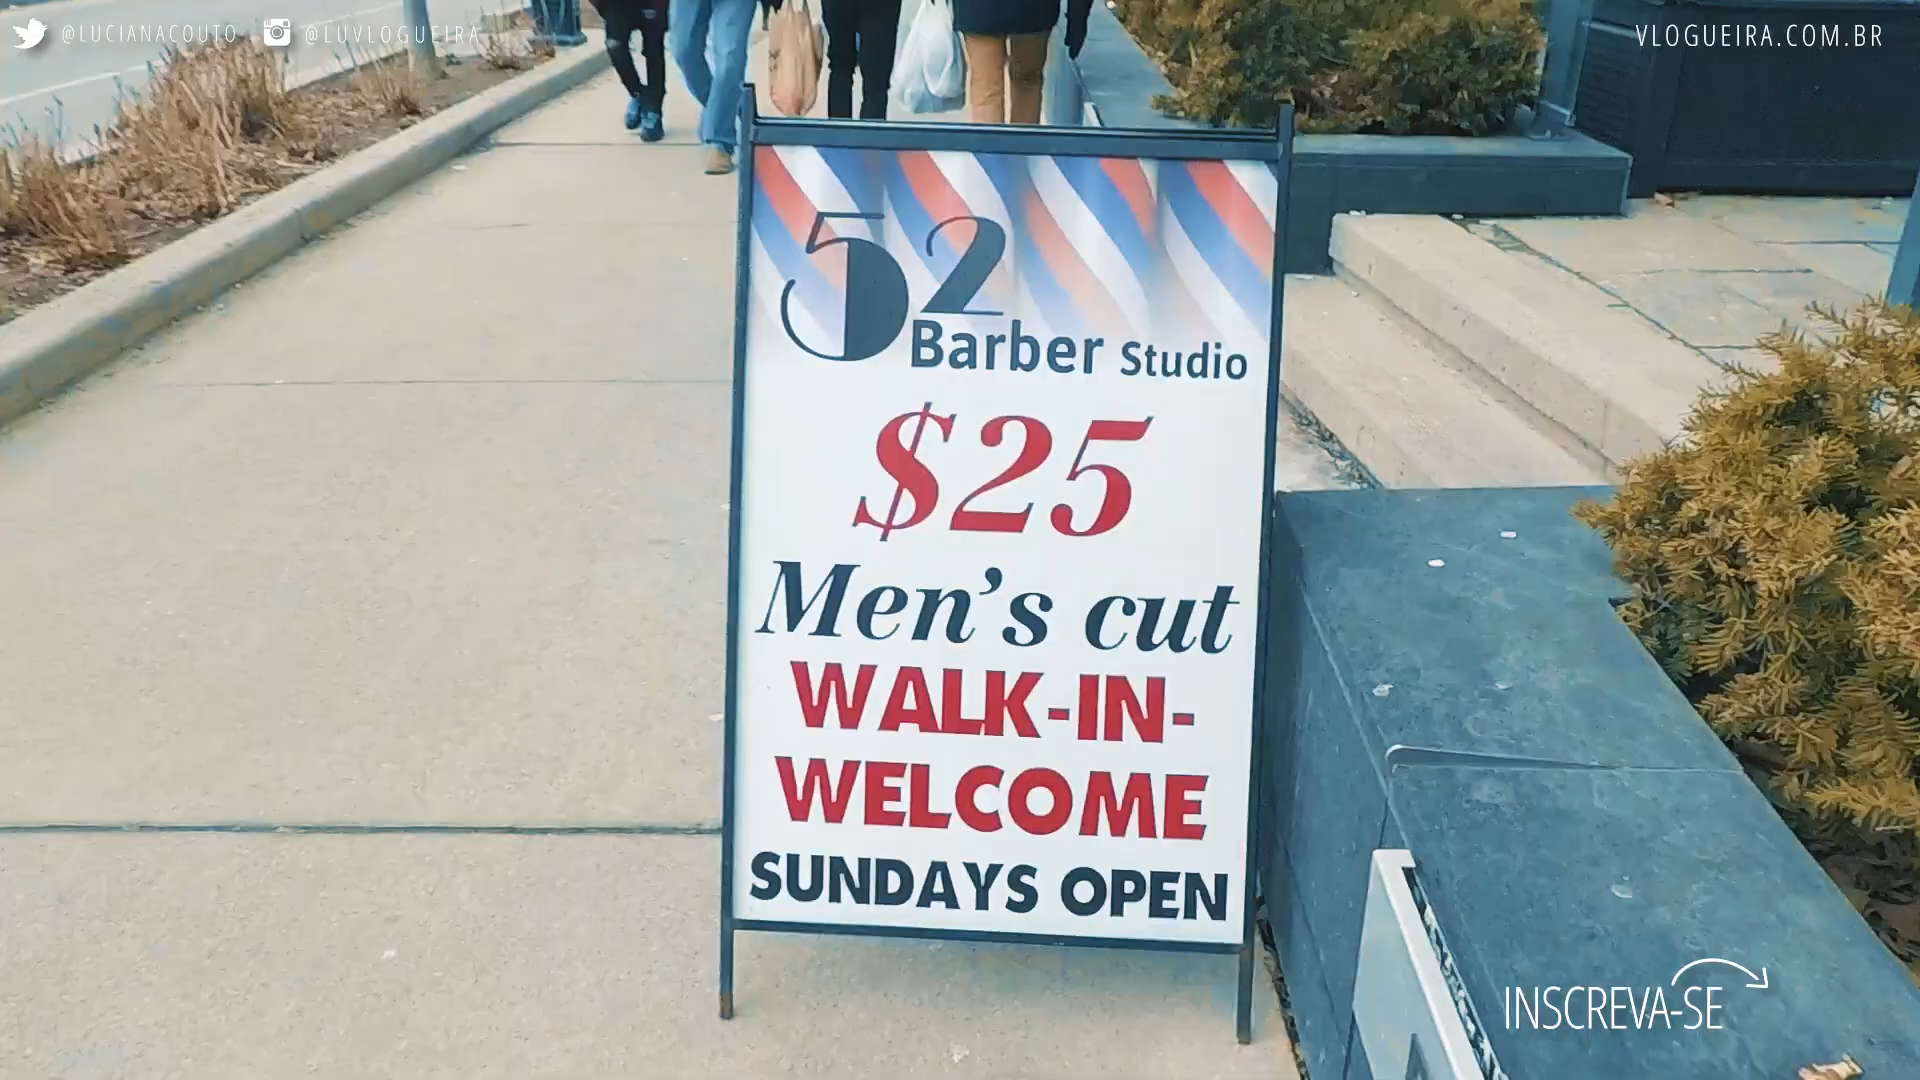 @LUCIANACOUTO @LUVLOGUEIRA
VLOGUEIRA.COM.BR
52
Barber Studio
$25
Men's cut
WALK-IN-
WELCOME
SUNDAYS OPEN
INSCREVA-SE